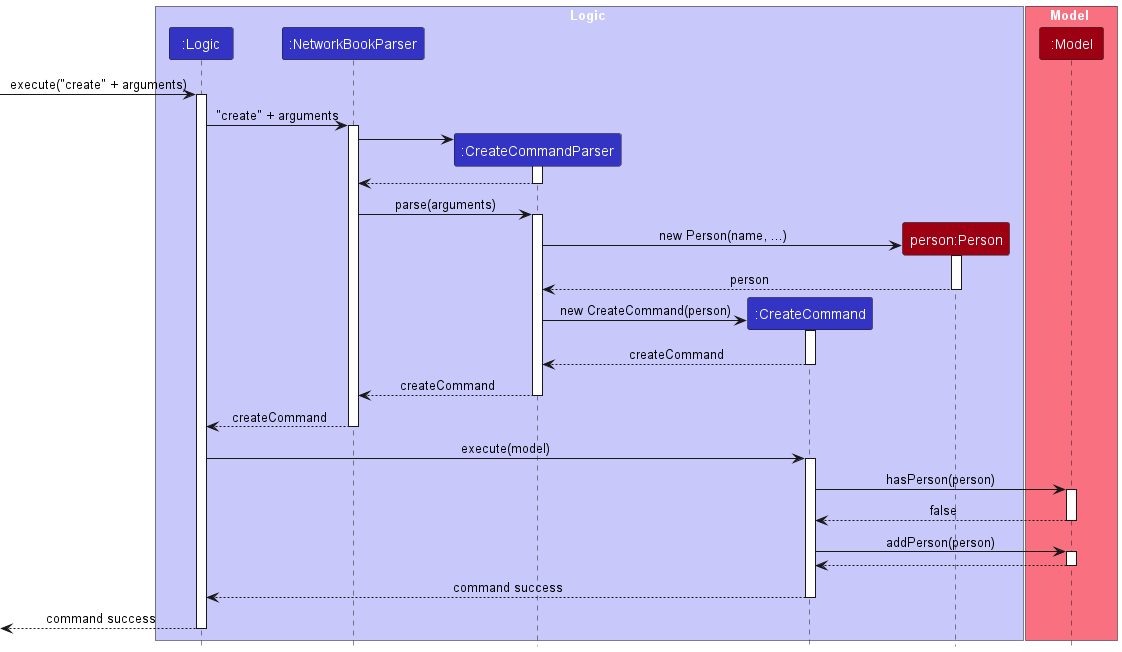 Logic
Model
:Logic
:NetworkBookParser
:Model
execute("create" + arguments)
"create" + arguments
:CreateCommandParser
parse(arguments)
new Person(name, ...)
person:Person
person
new CreateCommand(person)
:CreateCommand
createCommand
createCommand
createCommand
execute(model)
hasPerson(person)
false
addPerson(person)
command success
command success